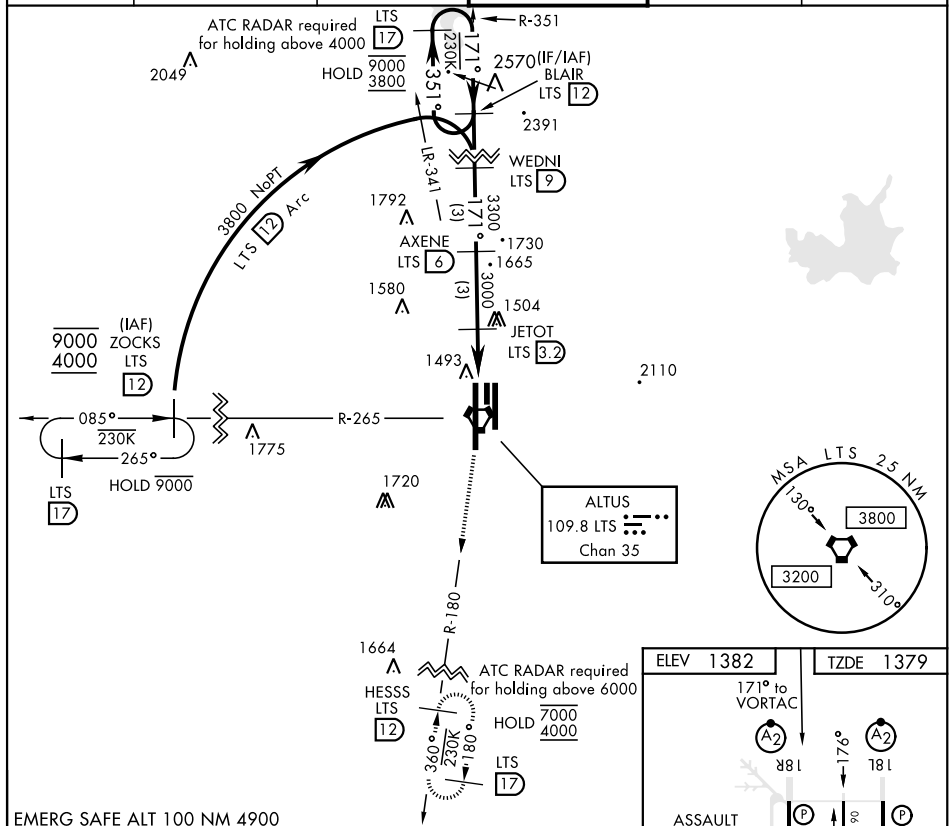 ATC RADAR required
for holding above 4000
LTS
17
R-351
HOLD 9000
3800
230K
171°
351°
2049
2570
(IF/IAF)
BLAIR
LTS 12
2391
WEDNI
LTS 9
LR-341
3800 NoPT
LTS 12 Arc
1792
(3)
171°
3300
AXENE
LTS 6
1730
1665
1580
(3)
3000
1504
JETOT
LTS 3.2
1493
2110
9000
4000
(IAF)
ZOCKS
LTS
12
085°
230K
265°
R-265
1775
HOLD 9000
LTS
17
1720
ALTUS
109.8 LTS
Chan 35
MSA LTS 25 NM
130°
3800
3200
310°
R-180
1664
HESSS
LTS
12
ATC RADAR required
for holding above 6000
HOLD 7000
4000
360°
230K
180°
LTS
17
ELEV 1382
TZDE 1379
171° to
VORTAC
A2
A2
18R
176°
18L
ASSAULT
P
90
P
EMERG SAFE ALT 100 NM 4900